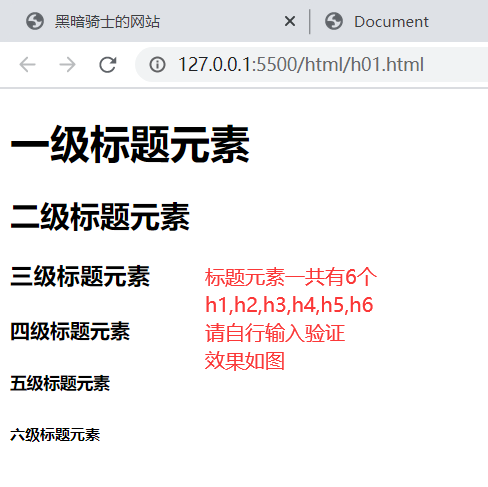 黑暗骑士的网站
Document
127.0.0.1:5500/html/h01.html
一级标题元素
二级标题元素
三级标题元素
四级标题元素
五级标题元素
六级标题元素
标题元素一共有6个
h1,h2,h3,h4,h5,h6
请自行输入验证
效果如图